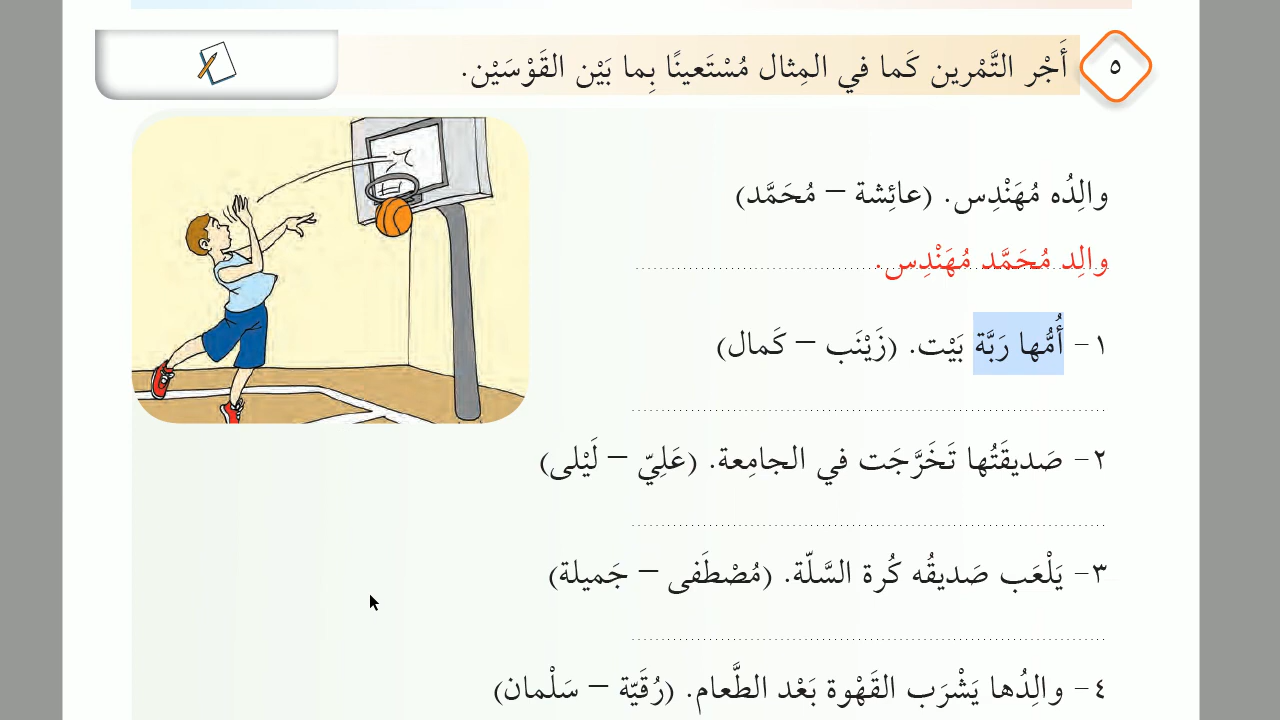 ٥ أَجْر التَّمْرين كَما في المِثال مُسْتَعينًا بِما بَيْن القَوْسَيْن.
والِدُه مُهَنْدِس. (عائِشة – مُحَمَّد)
والِد مُحَمَّد مُهَنْدِس.
١- أُمُّها رَبَّة بَيْت. (زَيْنَب – كَمال)
٢- صَديقَتُها تَخَرَّجَت في الجامِعة. (عَلِيّ – لَيْلى)
٣- يَلْعَب صَديقُه كُرة السَّلّة. (مُصْطَفى – جَميلة)
٤- والِدُها يَشْرَب القَهْوة بَعْد الطَّعام. (رُقَيّة – سَلْمان)